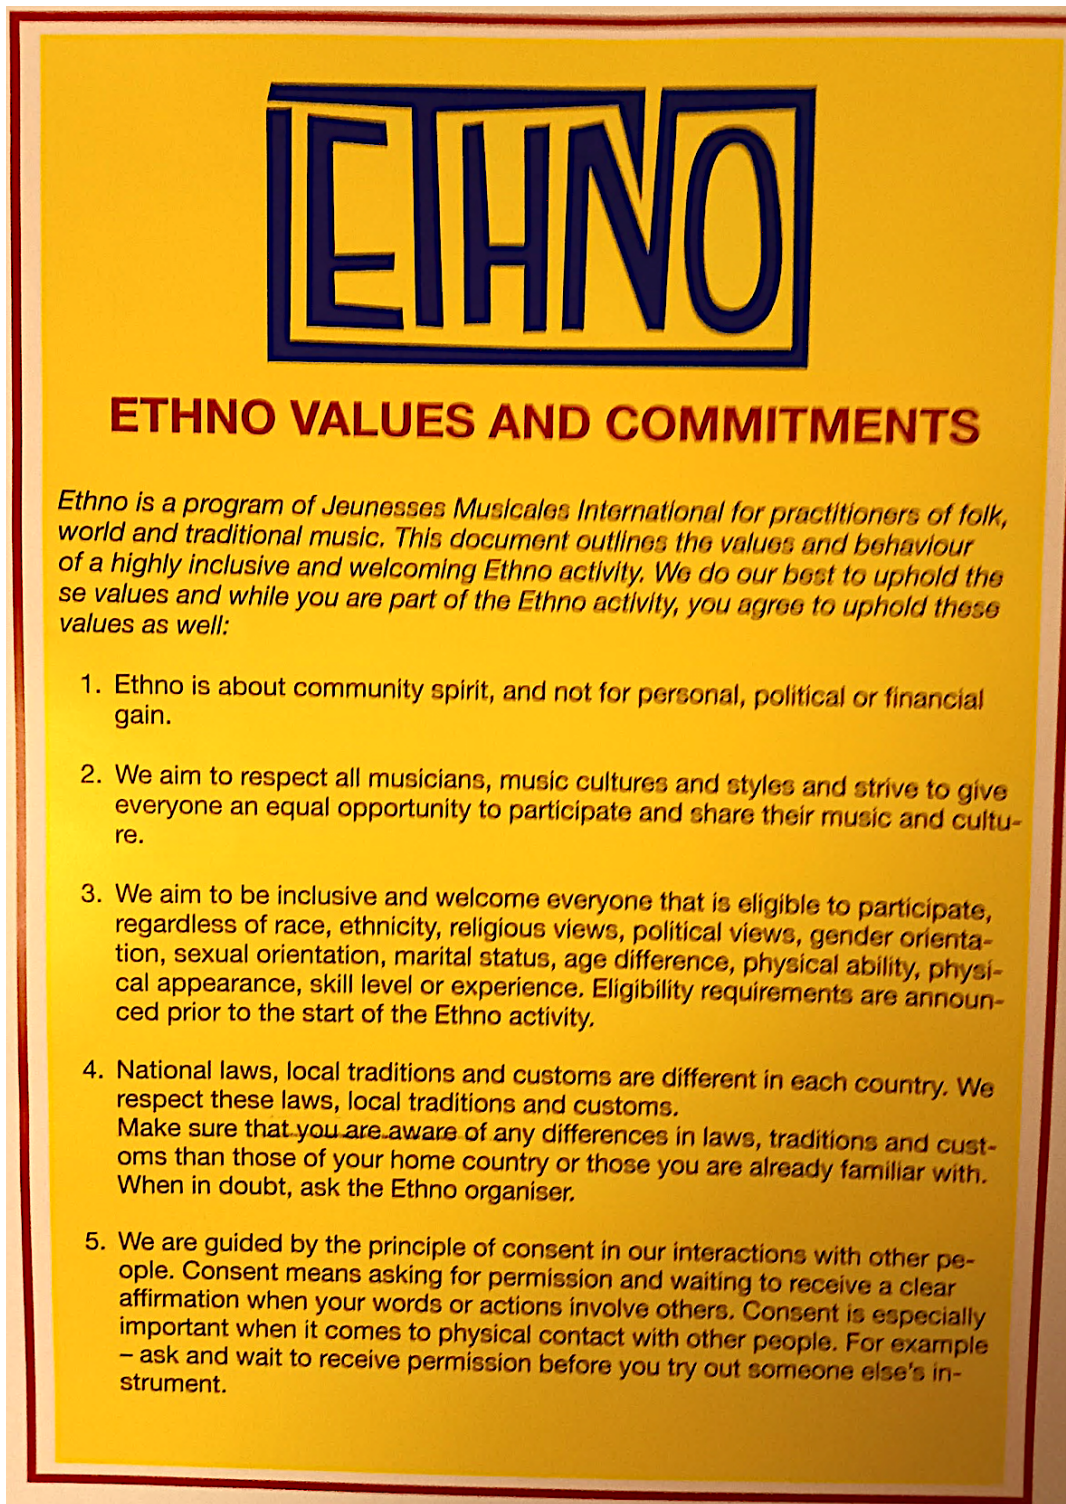 ETHNO
ETHNO VALUES AND COMMITMENTS
Ethno is a program of Jeunesses Musicales International for practitioners of folk,
world and traditional music. This document outlines the values and behaviour
of a highly inclusive and welcoming Ethno activity. We do our best to uphold the
se values and while you are part of the Ethno activity, you agree to uphold these
values as well:
1. Ethno is about community spirit, and not for personal, political or financial
gain.
2. We aim to respect all musicians, music cultures and styles and strive to give
everyone an equal opportunity to participate and share their music and cultu-
re.
3. We aim to be inclusive and welcome everyone that is eligible to participate,
regardless of race, ethnicity, religious views, political views, gender orienta-
tion, sexual orientation, marital status, age difference, physical ability, physi-
cal appearance, skill level or experience. Eligibility requirements are announ-
ced prior to the start of the Ethno activity.
4. National laws, local traditions and customs are different in each country. We
respect these laws, local traditions and customs.
Make sure that you are aware of any differences in laws, traditions and cust-
oms than those of your home country or those you are already familiar with.
When in doubt, ask the Ethno organiser.
5. We are guided by the principle of consent in our interactions with other pe-
ople. Consent means asking for permission and waiting to receive a clear
affirmation when your words or actions involve others. Consent is especially
important when it comes to physical contact with other people. For example
– ask and wait to receive permission before you try out someone else's in-
strument.